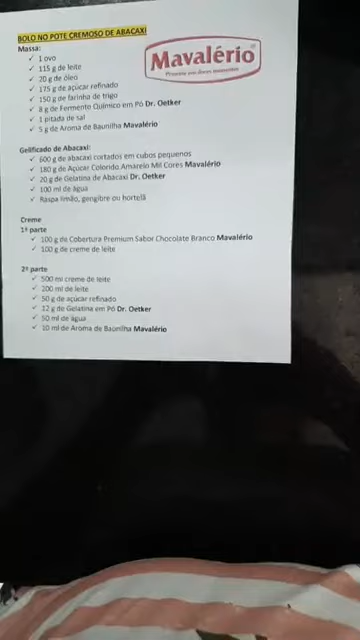 BOLO NO POTE CREMOSO DE ABACAXI
Mavalério
Massa:
✓ 1 ovo
✓ 115 g de leite
✓ 20 g de óleo
✓ 175 g de açúcar refinado
✓ 150 g de farinha de trigo
✓ 8 g de Fermento Químico em Pó Dr. Oetker
✓ 1 pitada de sal
✓ 5 g de Aroma de Baunilha Mavalério
Gelificado de Abacaxi:
✓ 600 g de abacaxi cortados em cubos pequenos
✓ 180 g de Açúcar Colorido Amarelo Mil Cores Mavalério
✓ 20 g de Gelatina de Abacaxi Dr. Oetker
✓ 100 ml de água
✓ Raspa limão, gengibre ou hortelã
Creme
1ª parte
✓ 100 g de Cobertura Premium Sabor Chocolate Branco Mavalério
✓ 100 g de creme de leite
2ª parte
✓ 500 ml creme de leite
✓ 200 ml de leite
✓ 50 g de açúcar refinado
✓ 12 g de Gelatina em Pó Dr. Oetker
✓ 50 ml de água
✓ 10 ml de Aroma de Baunilha Mavalério